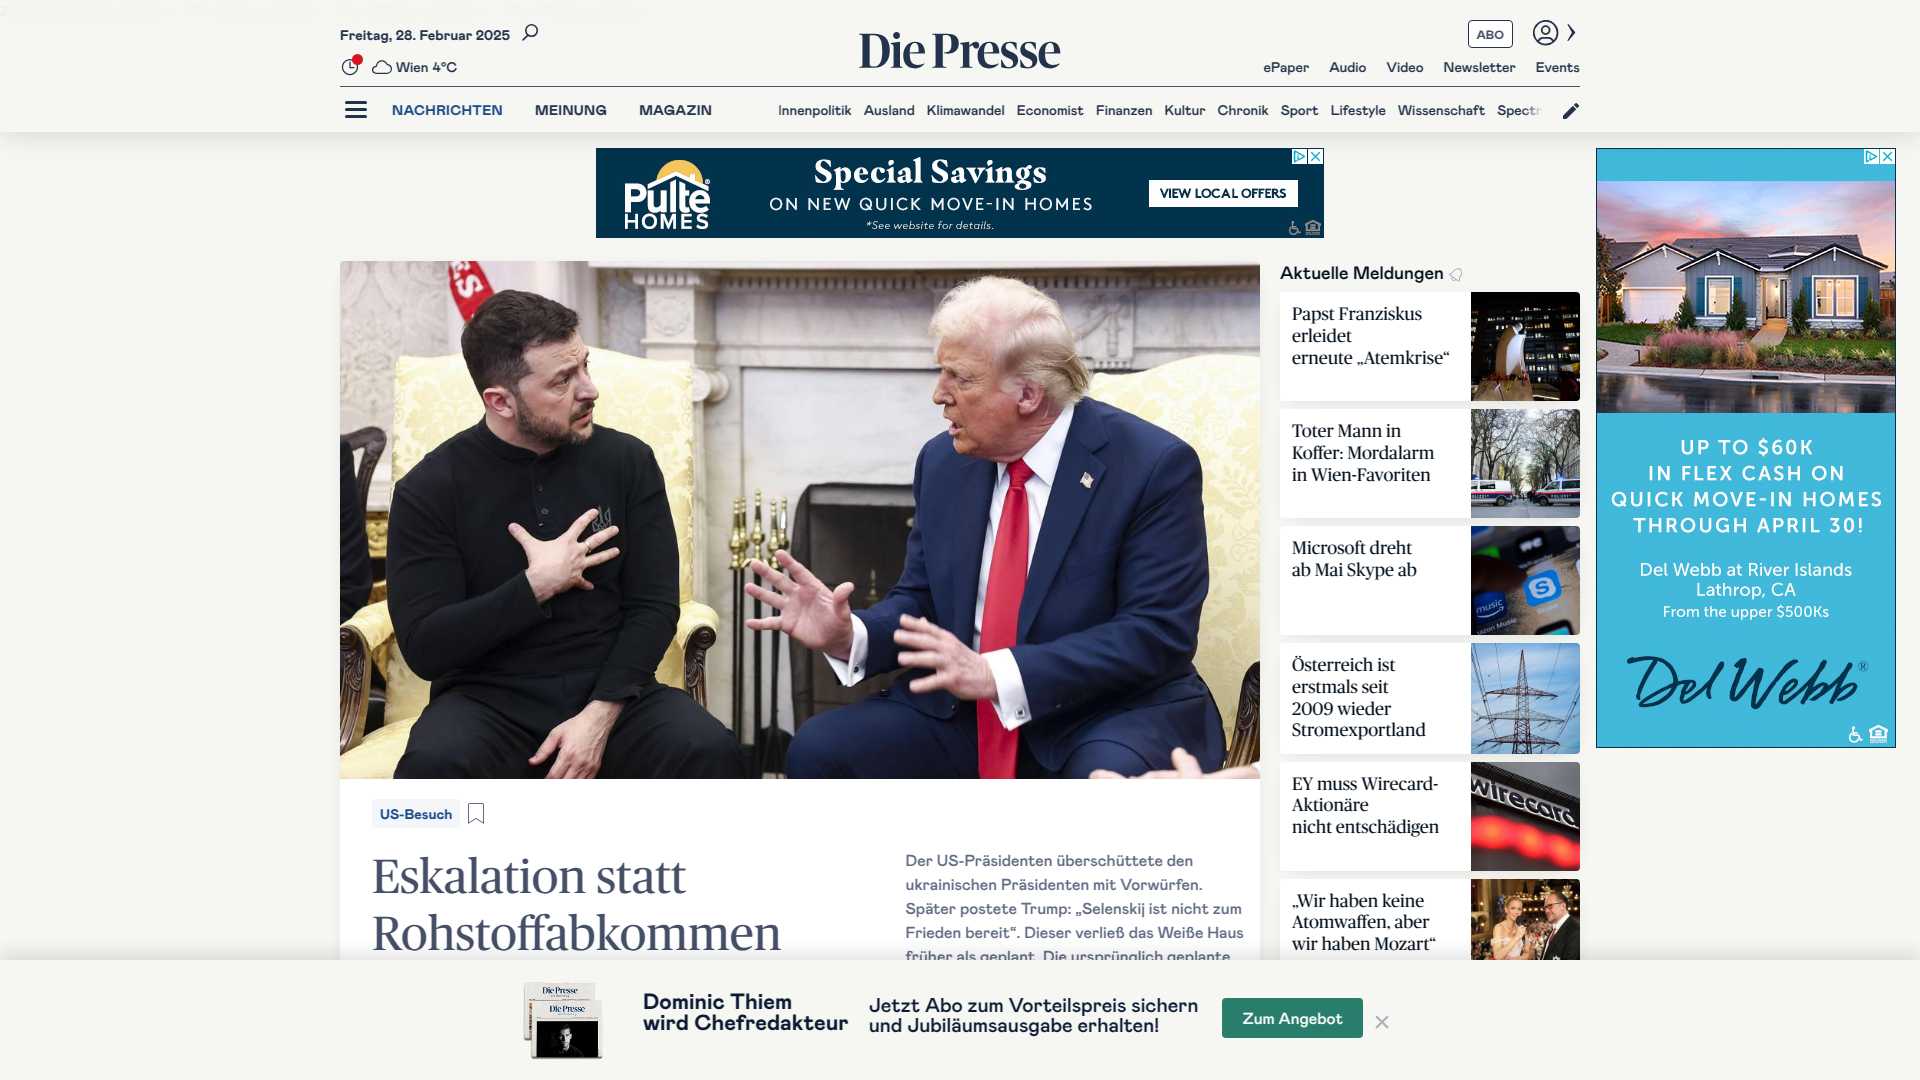 Freitag, 28. Februar 2025
Die Presse
ABO
Wien 4°C
ePaper Audio Video Newsletter Events
NACHRICHTEN MEINUNG MAGAZIN Innenpolitik Ausland Klimawandel Economist Finanzen Kultur Chronik Sport Lifestyle Wissenschaft
Pulte
HOMES
Special Savings
ON NEW QUICK MOVE-IN HOMES
*See website for details.
VIEW LOCAL OFFERS
US-Besuch
Eskalation statt
Rohstoffabkommen
Der US-Präsidenten überschüttete den
ukrainischen Präsidenten mit Vorwürfen.
Später postete Trump: „Selenskij ist nicht zum
Frieden bereit“. Dieser verließ das Weiße Haus
früher als geplant. Die ursprünglich geplante
Aktuelle Meldungen
Papst Franziskus
erleidet
erneute „Atemkrise“
Toter Mann in
Koffer: Mordalarm
in Wien-Favoriten
Microsoft dreht
ab Mai Skype ab
music
Österreich ist
erstmals seit
2009 wieder
Stromexportland
EY muss Wirecard-
Aktionäre
nicht entschädigen
wirecard
„Wir haben keine
Atomwaffen, aber
wir haben Mozart“
UP TO $60K
IN FLEX CASH ON
QUICK MOVE-IN HOMES
THROUGH APRIL 30!
Del Webb at River Islands
Lathrop, CA
From the upper $500Ks
Del Webb®
Die Presse
Die Presse
Dominic Thiem
wird Chefredakteur
Jetzt Abo zum Vorteilspreis sichern
und Jubiläumsausgabe erhalten!
Zum Angebot